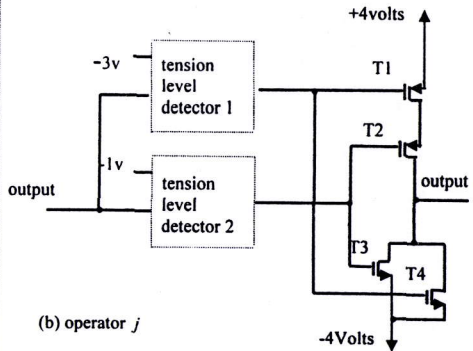 +4volts
−3v
tension
level
detector 1
T1
T2
-1v
tension
level
detector 2
output
output
T3
T4
(b) operator j
-4Volts